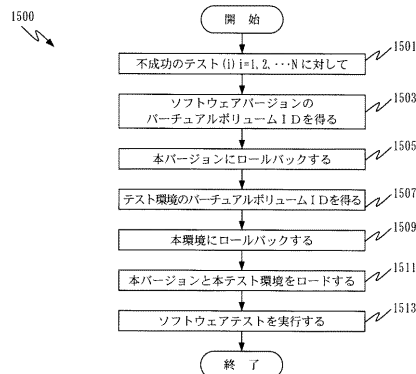 1500
開　始
不成功のテスト(i) i=1, 2, ···Nに対して
1501
ソフトウェアバージョンの
バーチュアルボリュームIDを得る
1503
本バージョンにロールバックする
1505
テスト環境のバーチュアルボリュームIDを得る
1507
本環境にロールバックする
1509
本バージョンと本テスト環境をロードする
1511
ソフトウェアテストを実行する
1513
終　了